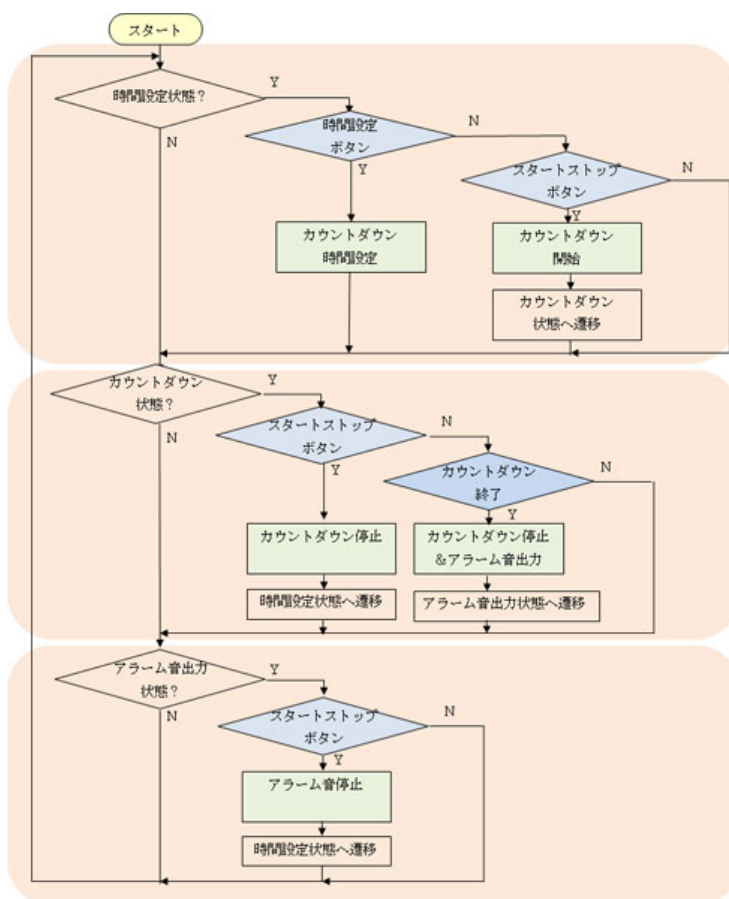 スタート
時間設定状態?
Y
N
時間設定
ボタン
N
Y
スタートストップ
ボタン
N
Y
カウントダウン
時間設定
カウントダウン
開始
カウントダウン
状態へ遷移
カウントダウン
状態?
Y
N
スタートストップ
ボタン
N
Y
カウントダウン
終了
N
Y
カウントダウン停止
カウントダウン停止
&アラーム音出力
時間設定状態へ遷移
アラーム音出力状態へ遷移
アラーム音出力
状態?
Y
N
スタートストップ
ボタン
N
Y
アラーム音停止
時間設定状態へ遷移